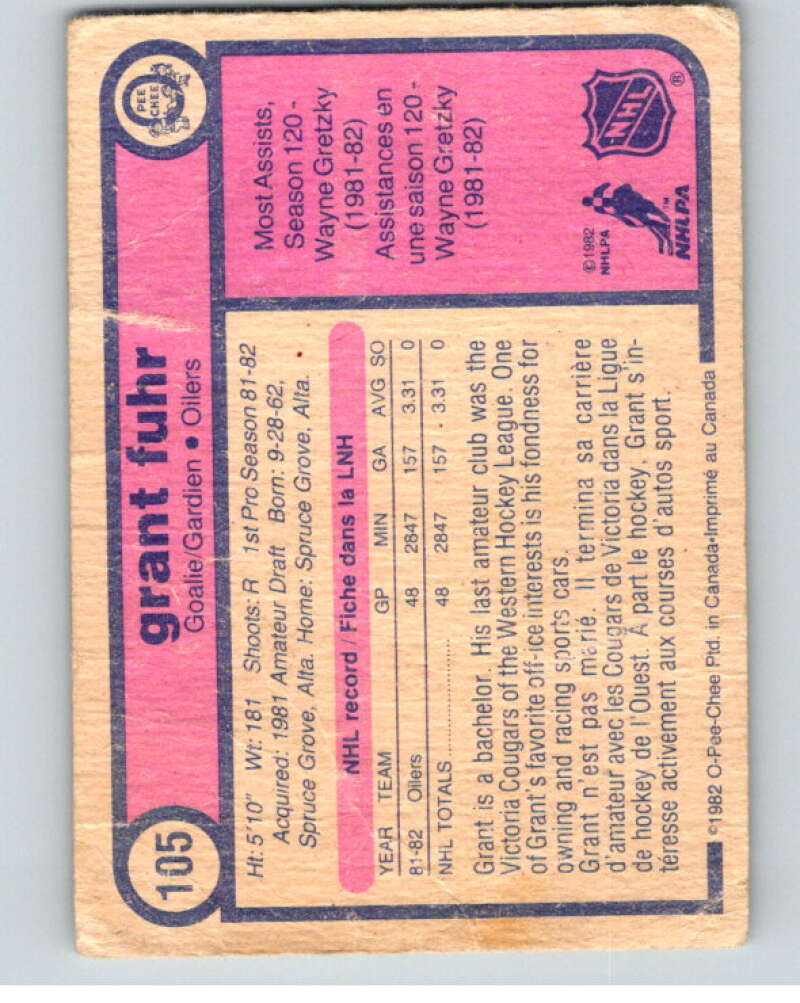 105
grant fuhr
Goalie/Gardien • Oilers
PEE
CHEE
Ht: 5'10" Wt: 181 Shoots: R 1st Pro Season 81-82
Acquired: 1981 Amateur Draft Born: 9-28-62,
Spruce Grove, Alta. Home: Spruce Grove, Alta.
NHL record / Fiche dans la LNH
YEAR TEAM GP MIN GA AVG SO
81-82 Oilers 48 2847 157 3.31 0
NHL TOTALS 48 2847 157 3.31 0
Grant is a bachelor. His last amateur club was the
Victoria Cougars of the Western Hockey League. One
of Grant's favorite off-ice interests is his fondness for
owning and racing sports cars.
Grant n'est pas marié. Il termina sa carrière
d'amateur avec les Cougars de Victoria dans la Ligue
de hockey de l'Ouest. À part le hockey, Grant s'in-
téresse activement aux courses d'autos sport.
©1982 O-Pee-Chee Ptd. in Canada•Imprimé au Canada
Most Assists,
Season 120 -
Wayne Gretzky
(1981-82)
Assistances en
une saison 120 -
Wayne Gretzky
(1981-82)
NHL ®
©1982
NHLPA
™
NHLPA